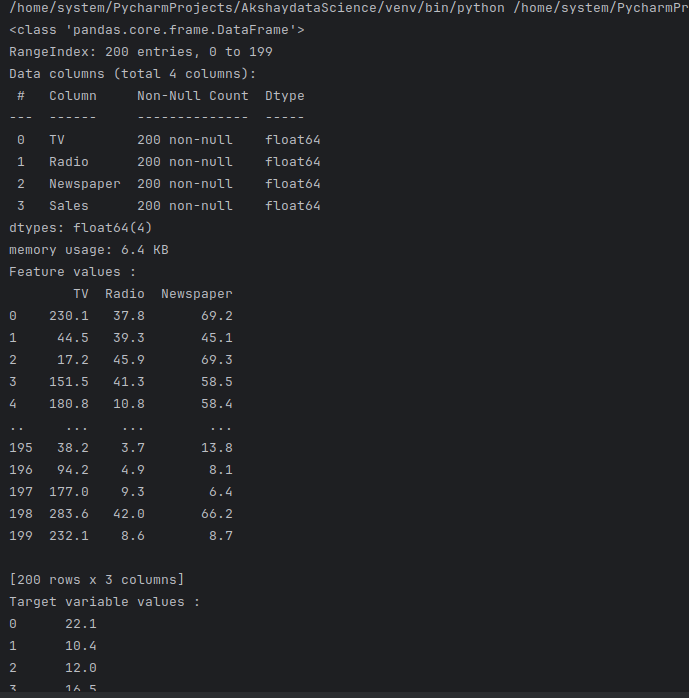 /home/system/PycharmProjects/AkshaydataScience/venv/bin/python /home/system/PycharmPr
<class 'pandas.core.frame.DataFrame'>
RangeIndex: 200 entries, 0 to 199
Data columns (total 4 columns):
 #   Column     Non-Null Count  Dtype
---  ------     --------------  -----
 0   TV         200 non-null    float64
 1   Radio      200 non-null    float64
 2   Newspaper  200 non-null    float64
 3   Sales      200 non-null    float64
dtypes: float64(4)
memory usage: 6.4 KB
Feature values :
        TV  Radio  Newspaper
0    230.1   37.8       69.2
1     44.5   39.3       45.1
2     17.2   45.9       69.3
3    151.5   41.3       58.5
4    180.8   10.8       58.4
..     ...    ...        ...
195   38.2    3.7       13.8
196   94.2    4.9        8.1
197  177.0    9.3        6.4
198  283.6   42.0       66.2
199  232.1    8.6        8.7
[200 rows x 3 columns]
Target variable values :
0      22.1
1      10.4
2      12.0
3      16.5